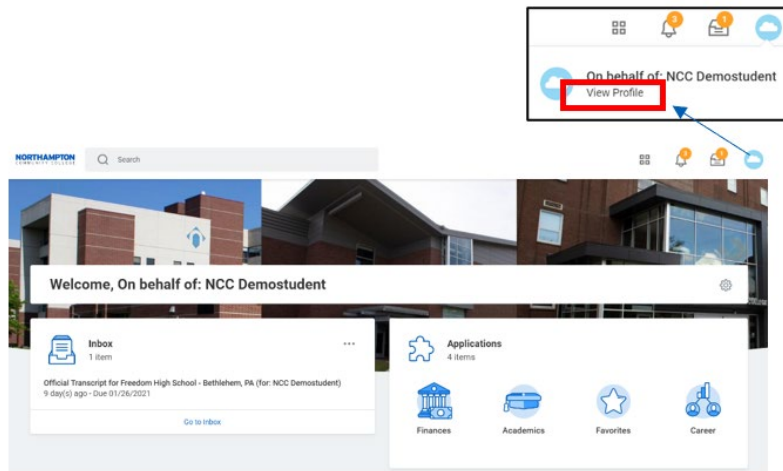 3
1
On behalf of: NCC Demostudent
View Profile
NORTHAMPTON
COMMUNITY COLLEGE
Search
3
1
Welcome, On behalf of: NCC Demostudent
Inbox
1 item
Official Transcript for Freedom High School - Bethlehem, PA (for: NCC Demostudent)
9 day(s) ago - Due 01/26/2021
Go to Inbox
Applications
4 items
Finances
Academics
Favorites
Career